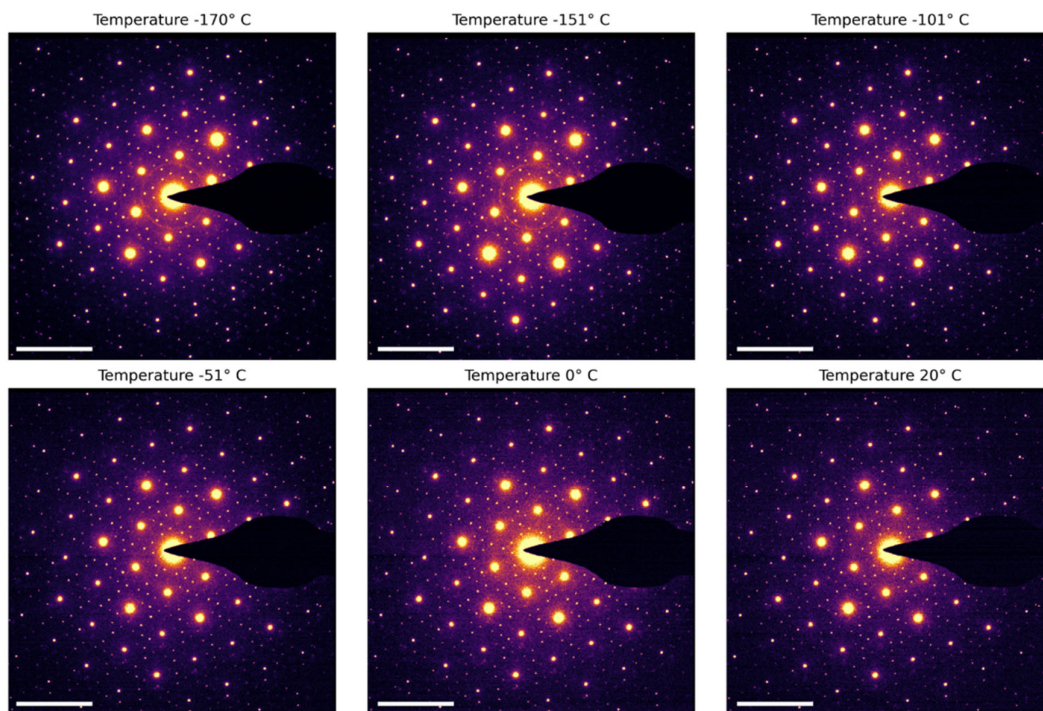 Temperature -170° C
Temperature -151° C
Temperature -101° C
Temperature -51° C
Temperature 0° C
Temperature 20° C